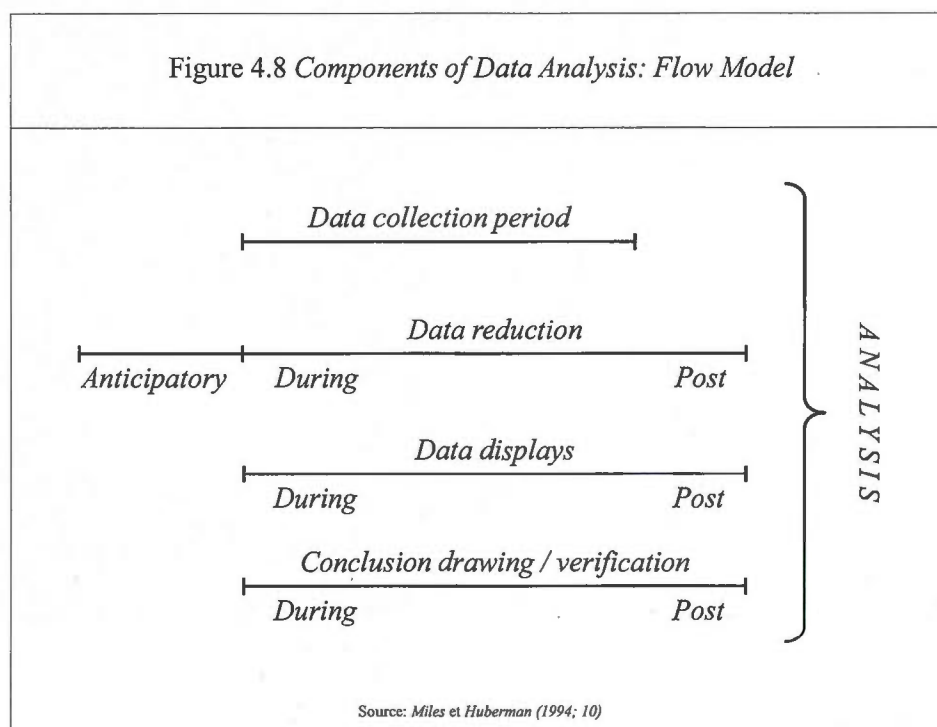 Figure 4.8 Components of Data Analysis: Flow Model
Data collection period
Data reduction
Anticipatory During Post
Data displays
During Post
Conclusion drawing / verification
During Post
ANALYSIS
Source: Miles et Huberman (1994; 10)